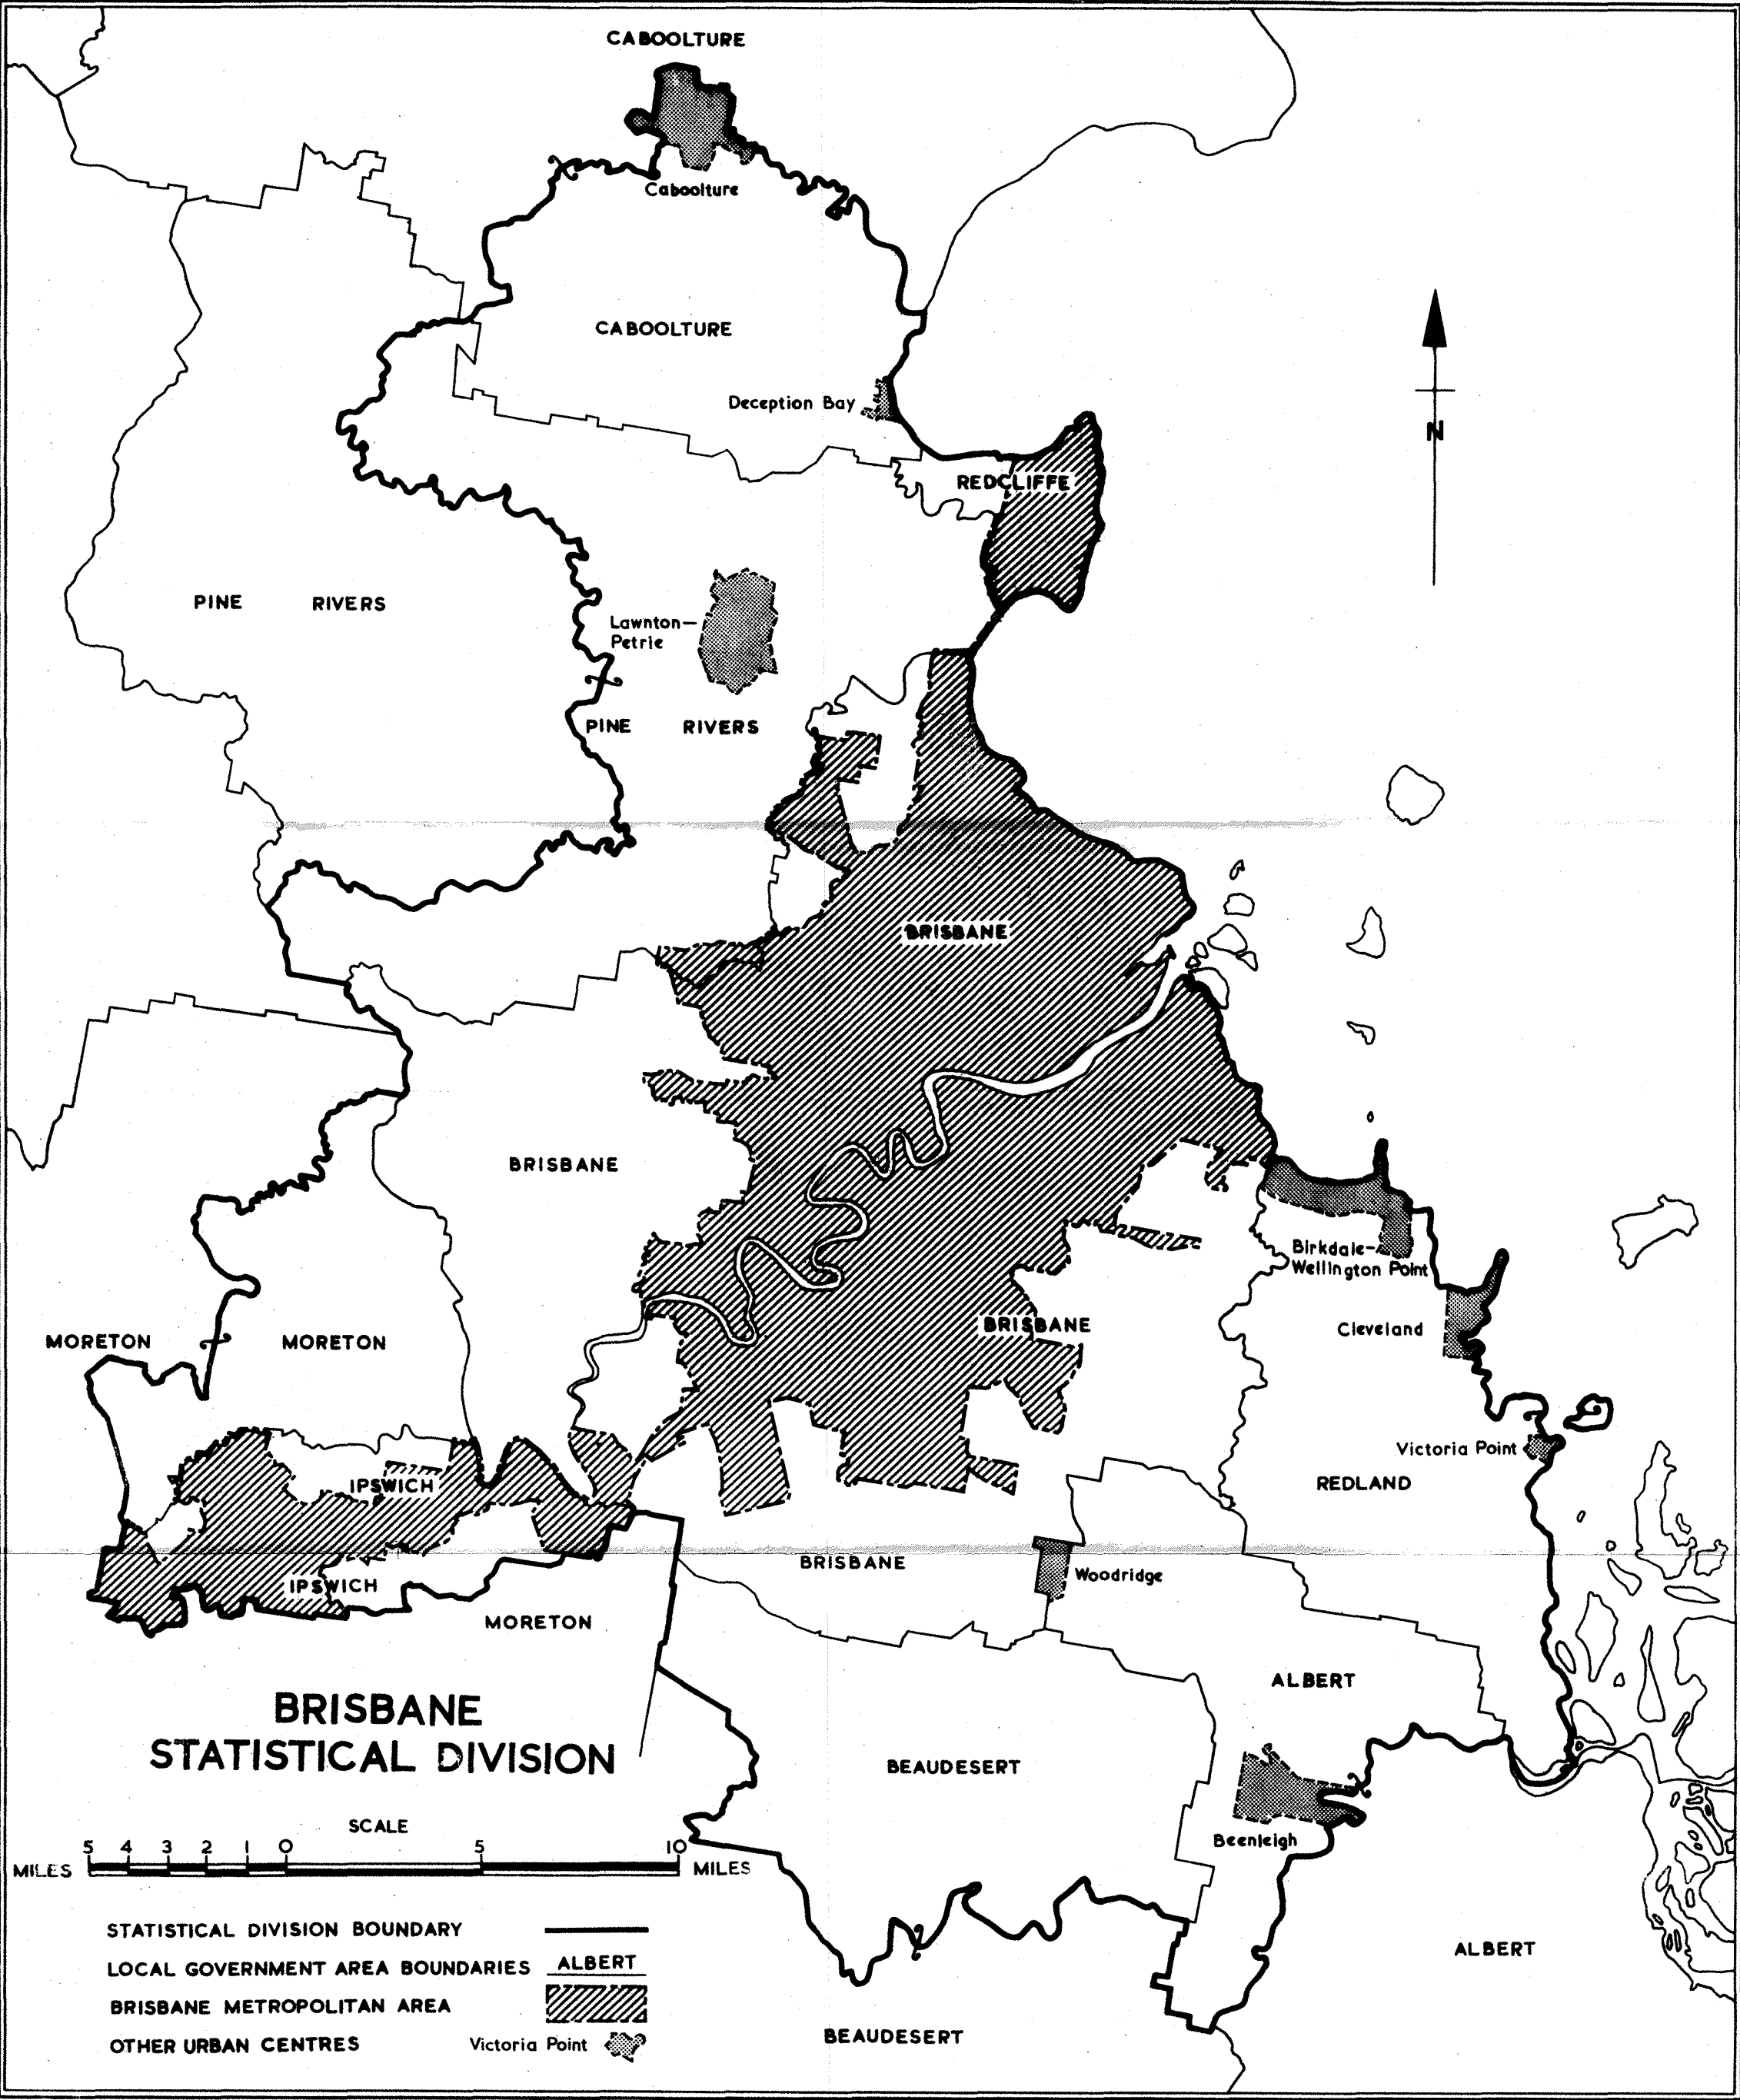 CABOOLTURE
Caboolture
CABOOLTURE
Deception Bay
REDCLIFFE
N
PINE RIVERS
Lawnton—
Petrie
PINE RIVERS
BRISBANE
BRISBANE
Birkdale—
Wellington Point
BRISBANE
Cleveland
MORETON
MORETON
Victoria Point
IPSWICH
REDLAND
BRISBANE
Woodridge
IPSWICH
MORETON
ALBERT
BRISBANE
STATISTICAL DIVISION
BEAUDESERT
Beenleigh
SCALE
5 4 3 2 1 0 5 10
MILES MILES
STATISTICAL DIVISION BOUNDARY
ALBERT
LOCAL GOVERNMENT AREA BOUNDARIES ALBERT
BRISBANE METROPOLITAN AREA
OTHER URBAN CENTRES Victoria Point
BEAUDESERT